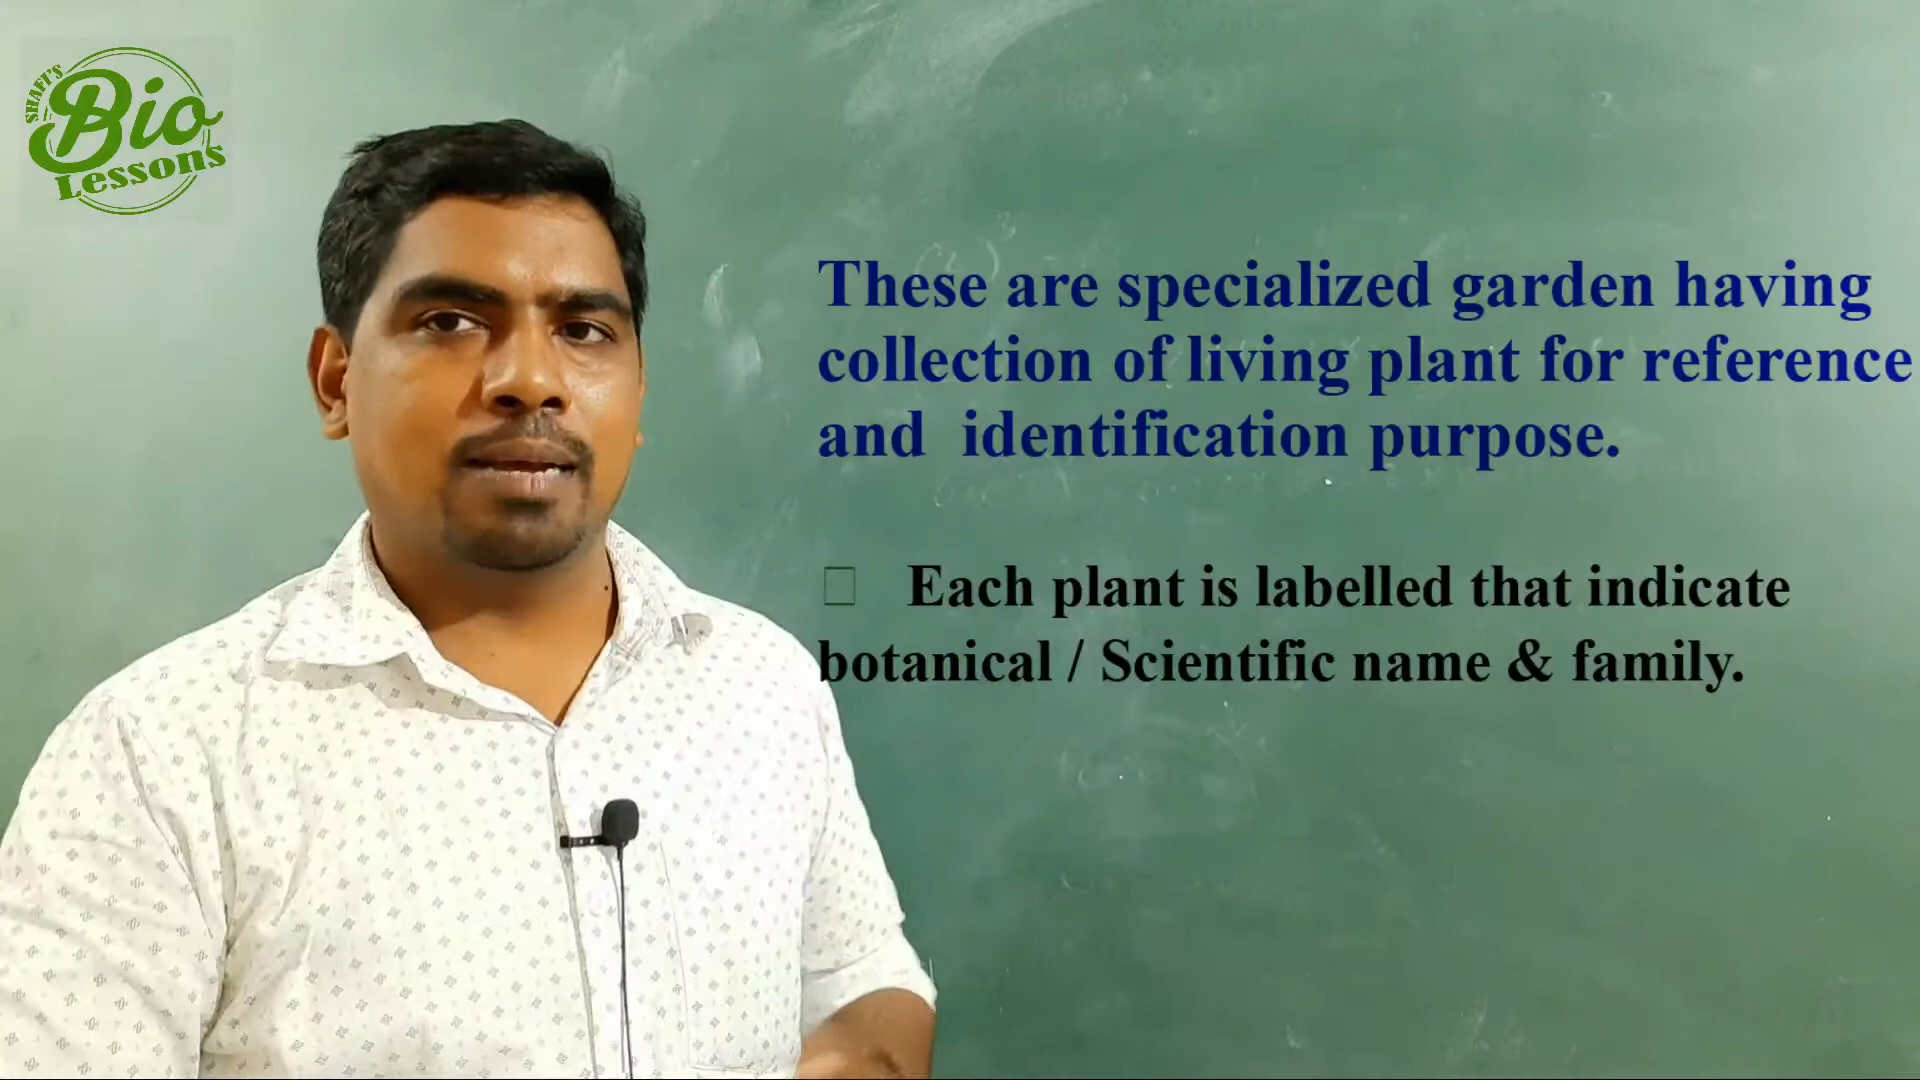 SHAFI'S
Bio
Lessons
These are specialized garden having
collection of living plant for reference
and identification purpose.
Each plant is labelled that indicate
botanical / Scientific name & family.